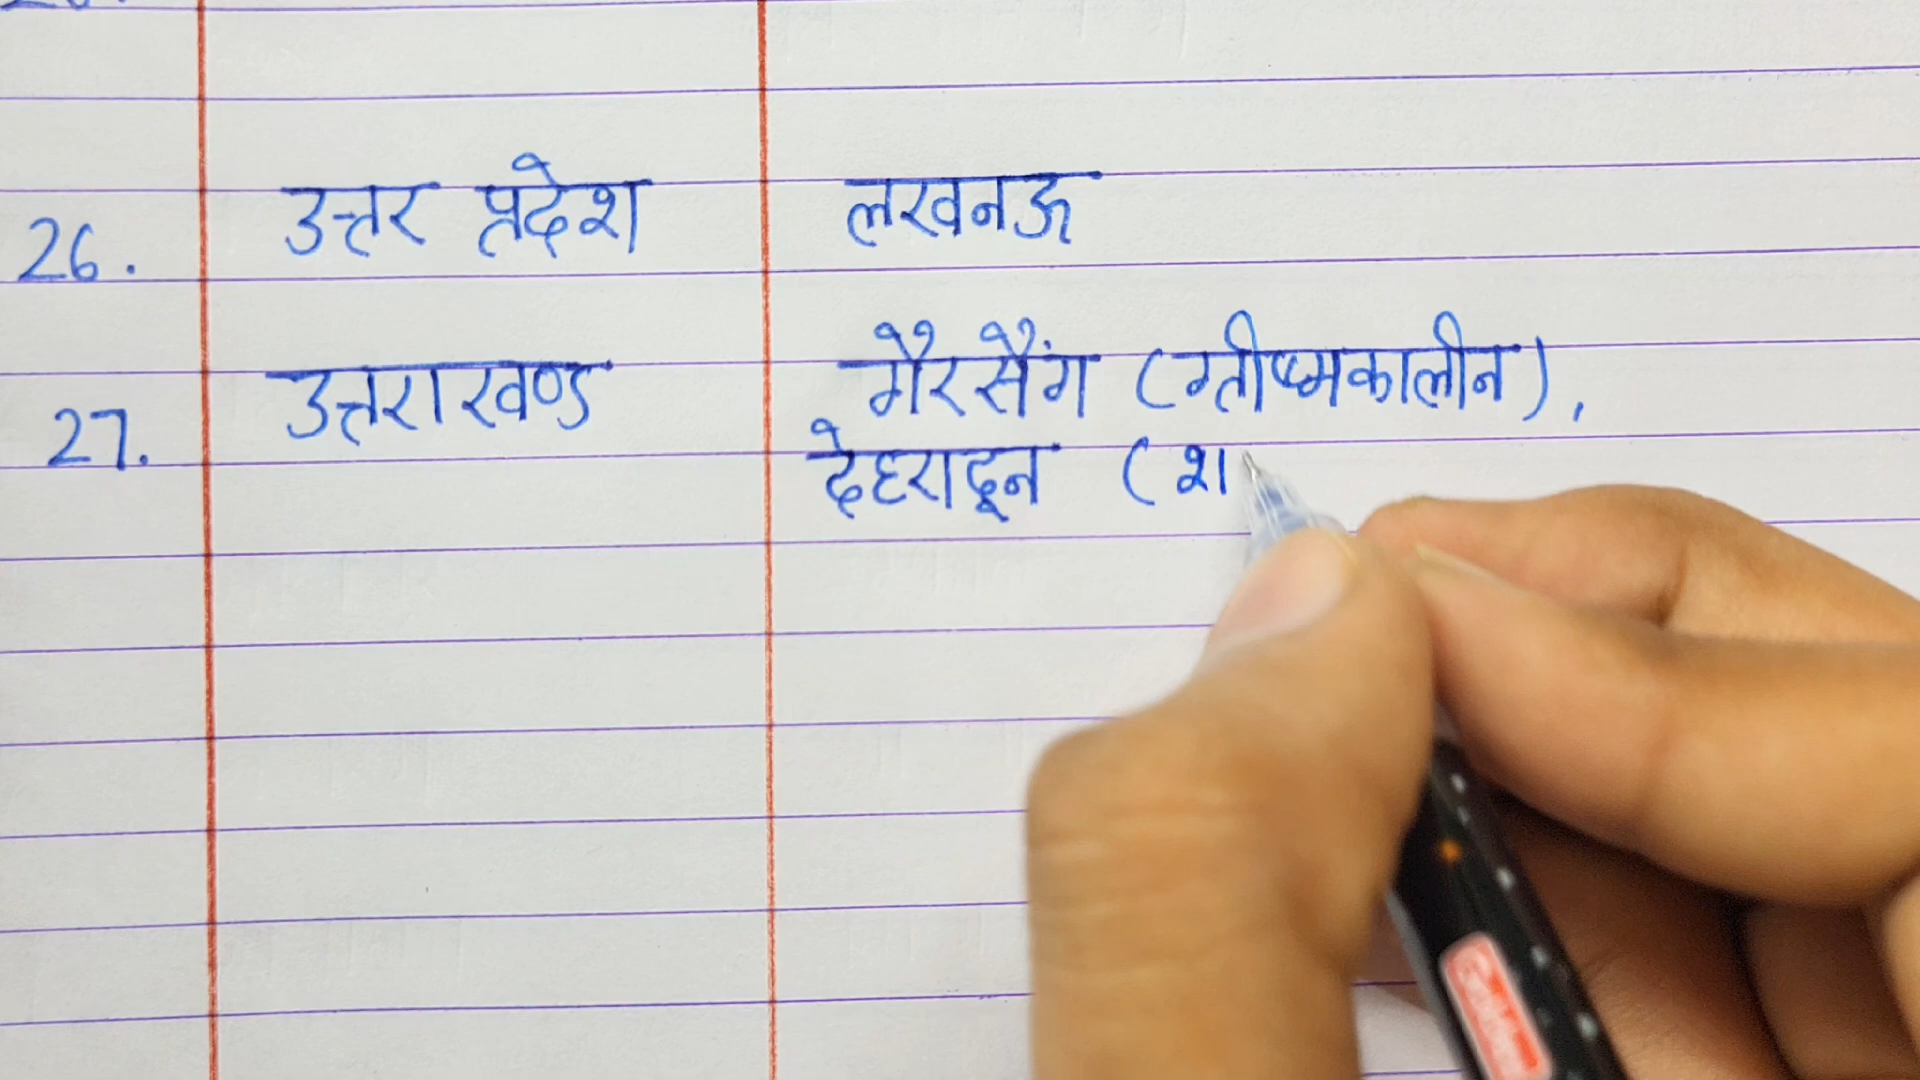 26. उत्तर प्रदेश लखनऊ
27. उत्तराखण्ड गैरसैंग (ग्रीष्मकालीन),
देहरादून (श